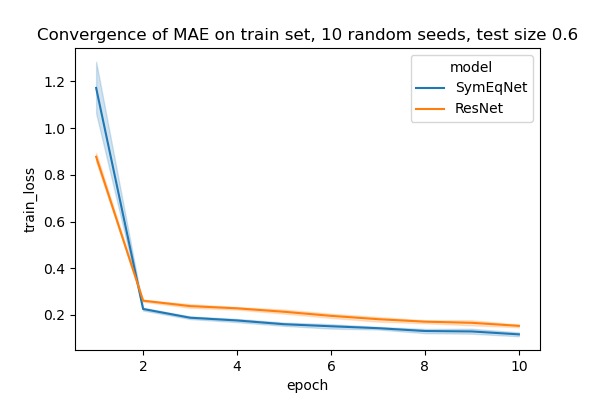 Convergence of MAE on train set, 10 random seeds, test size 0.6
model
SymEqNet
ResNet
train_loss
1.2
1.0
0.8
0.6
0.4
0.2
2
4
6
8
10
epoch